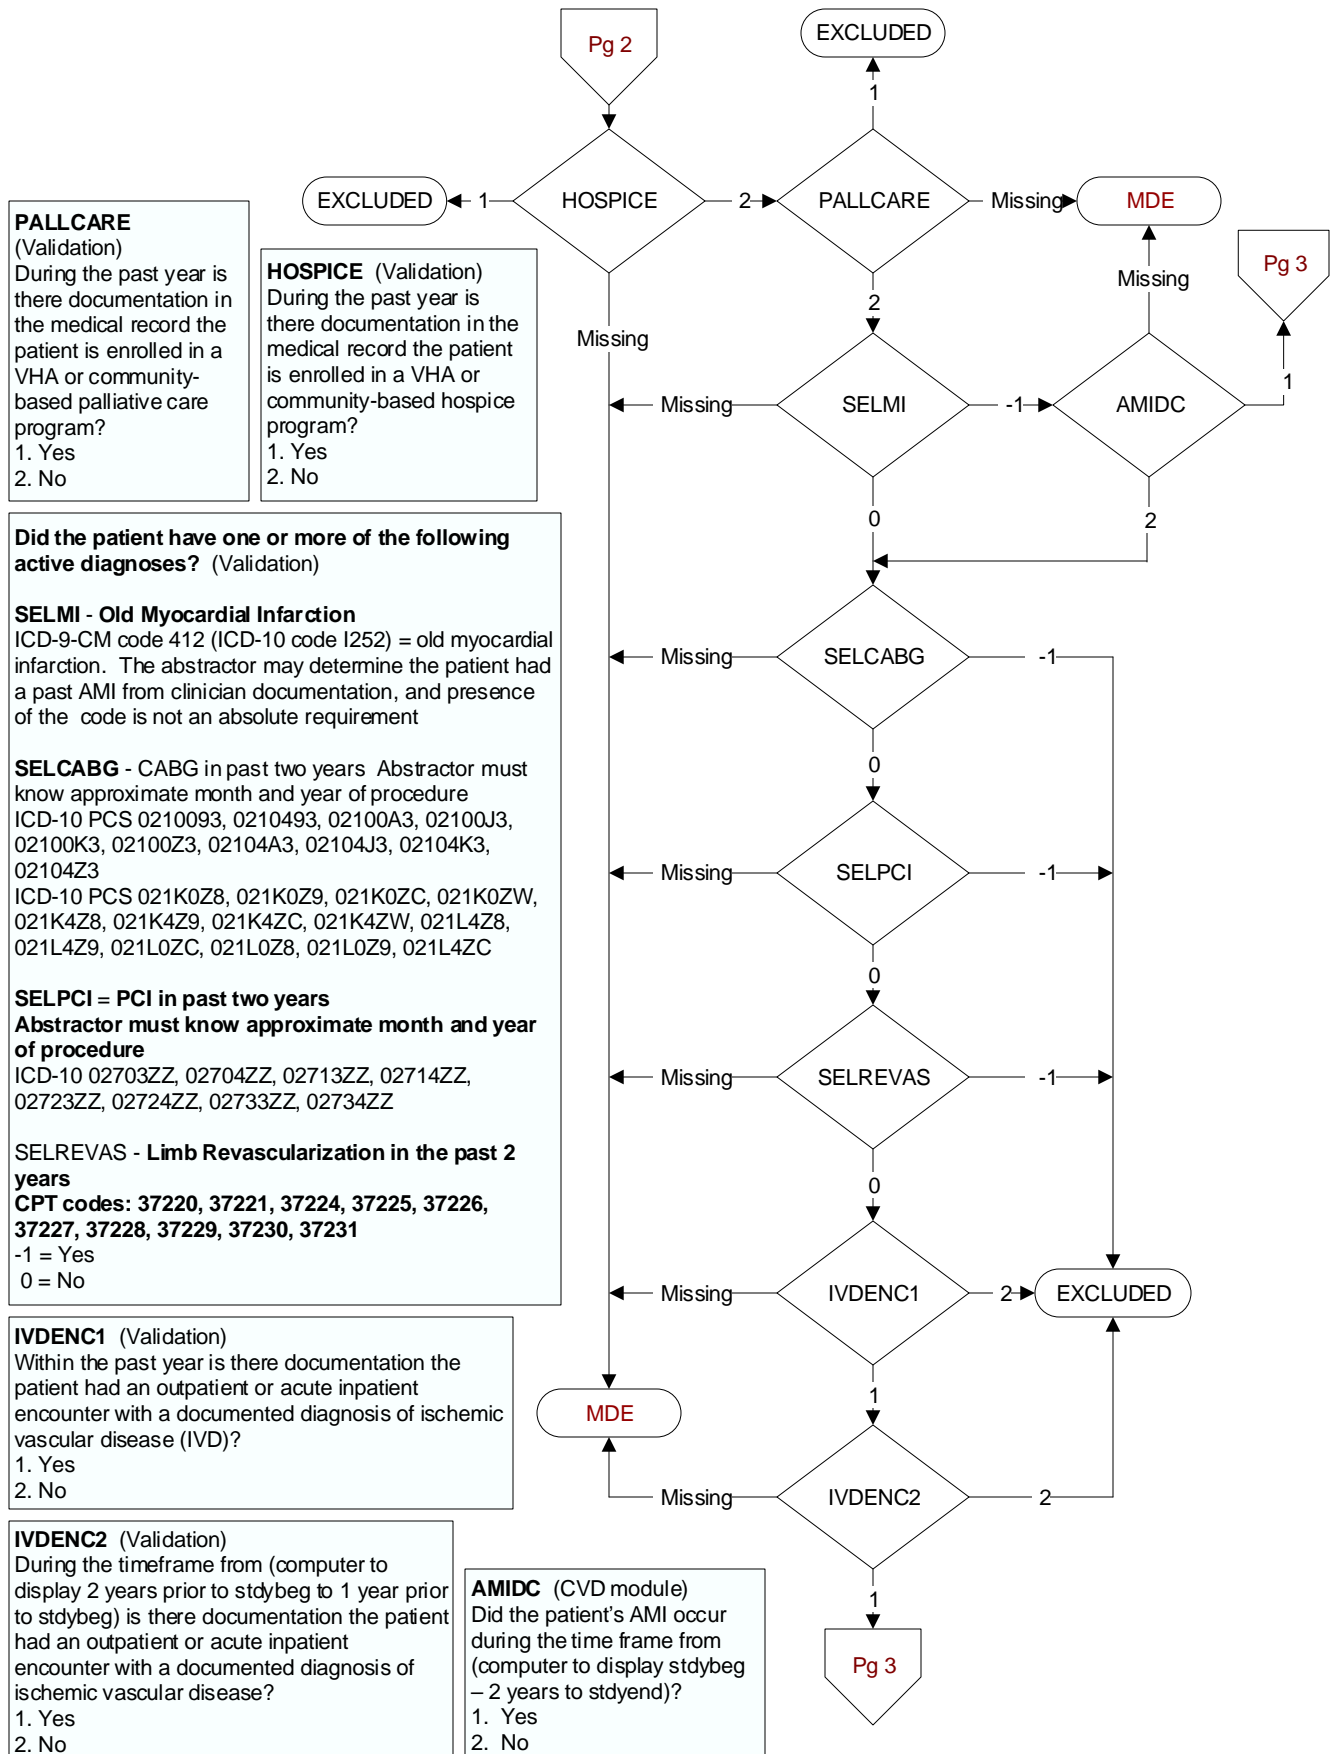 Pg 2
EXCLUDED
1
HOSPICE
EXCLUDED
1
2
PALLCARE
Missing
MDE
Pg 3
Missing
Missing
2
SELMI
Missing
-1
AMIDC
1
0
2
SELCABG
Missing
-1
0
SELPCI
Missing
-1
0
SELREVAS
Missing
-1
0
IVDENC1
Missing
2
EXCLUDED
1
MDE
IVDENC2
Missing
2
1
Pg 3
PALLCARE
(Validation)
During the past year is
there documentation in
the medical record the
patient is enrolled in a
VHA or community-
based palliative care
program?
1. Yes
2. No
HOSPICE (Validation)
During the past year is
there documentation in the
medical record the patient
is enrolled in a VHA or
community-based hospice
program?
1. Yes
2. No
Did the patient have one or more of the following
active diagnoses? (Validation)
SELMI - Old Myocardial Infarction
ICD-9-CM code 412 (ICD-10 code I252) = old myocardial
infarction. The abstractor may determine the patient had
a past AMI from clinician documentation, and presence
of the code is not an absolute requirement
SELCABG - CABG in past two years Abstractor must
know approximate month and year of procedure
ICD-10 PCS 0210093, 0210493, 02100A3, 02100J3,
02100K3, 02100Z3, 02104A3, 02104J3, 02104K3,
02104Z3
ICD-10 PCS 021K0Z8, 021K0Z9, 021K0ZC, 021K0ZW,
021K4Z8, 021K4Z9, 021K4ZC, 021K4ZW, 021L4Z8,
021L4Z9, 021L0ZC, 021L0Z8, 021L0Z9, 021L4ZC
SELPCI = PCI in past two years
Abstractor must know approximate month and year
of procedure
ICD-10 02703ZZ, 02704ZZ, 02713ZZ, 02714ZZ,
02723ZZ, 02724ZZ, 02733ZZ, 02734ZZ
SELREVAS - Limb Revascularization in the past 2
years
CPT codes: 37220, 37221, 37224, 37225, 37226,
37227, 37228, 37229, 37230, 37231
-1 = Yes
0 = No
IVDENC1 (Validation)
Within the past year is there documentation the
patient had an outpatient or acute inpatient
encounter with a documented diagnosis of ischemic
vascular disease (IVD)?
1. Yes
2. No
IVDENC2 (Validation)
During the timeframe from (computer to
display 2 years prior to stdybeg to 1 year prior
to stdybeg) is there documentation the patient
had an outpatient or acute inpatient
encounter with a documented diagnosis of
ischemic vascular disease?
1. Yes
2. No
AMIDC (CVD module)
Did the patient's AMI occur
during the time frame from
(computer to display stdybeg
– 2 years to stdyend)?
1. Yes
2. No